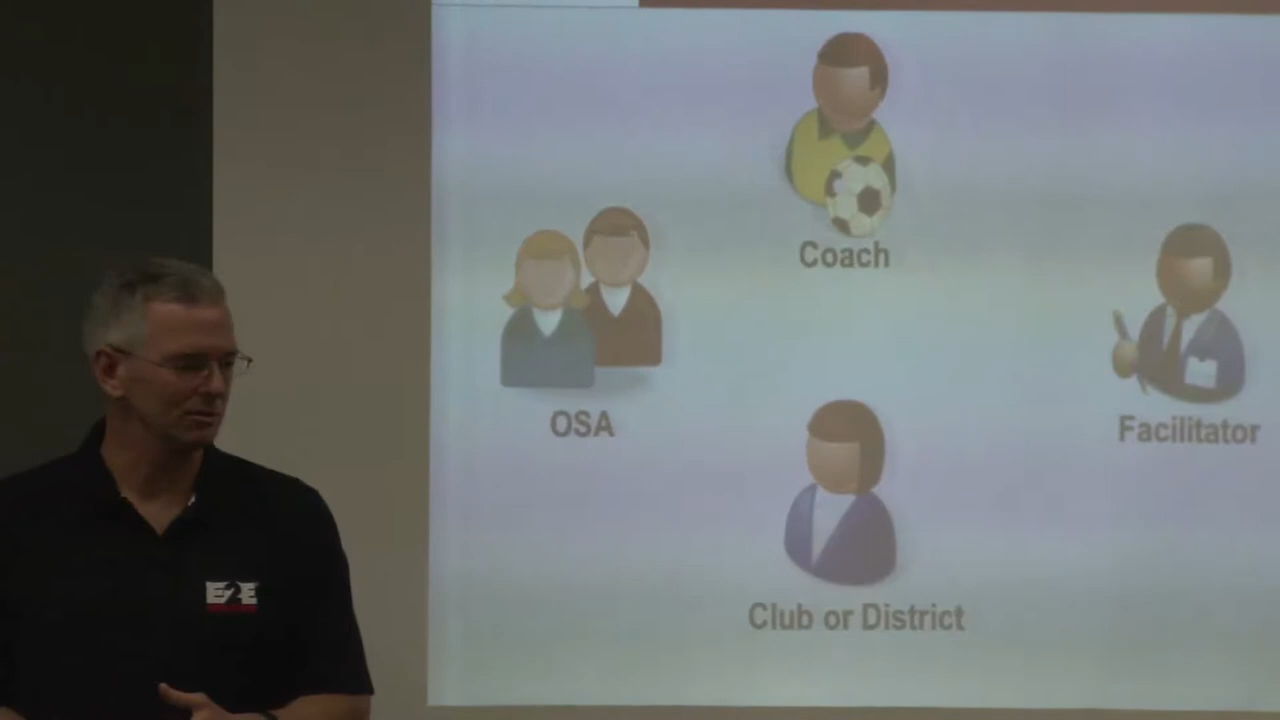 Coach
OSA
Facilitator
Club or District
E2E